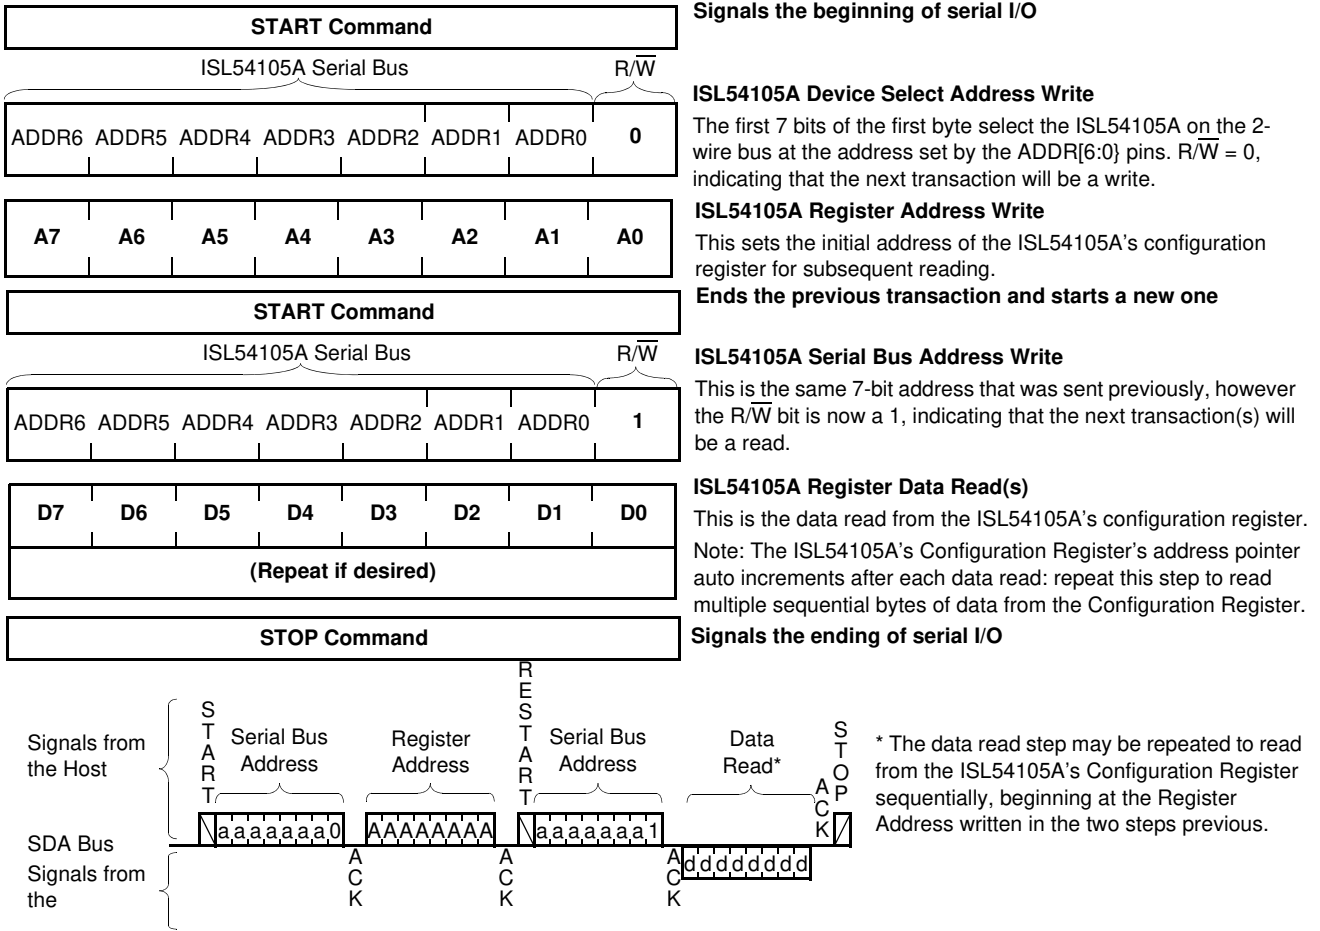 START Command
Signals the beginning of serial I/O
ISL54105A Serial Bus
R/W
ADDR6 ADDR5 ADDR4 ADDR3 ADDR2 ADDR1 ADDR0 0
ISL54105A Device Select Address Write
The first 7 bits of the first byte select the ISL54105A on the 2-
wire bus at the address set by the ADDR[6:0} pins. R/W = 0,
indicating that the next transaction will be a write.
A7 A6 A5 A4 A3 A2 A1 A0
ISL54105A Register Address Write
This sets the initial address of the ISL54105A's configuration
register for subsequent reading.
START Command
Ends the previous transaction and starts a new one
ISL54105A Serial Bus
R/W
ADDR6 ADDR5 ADDR4 ADDR3 ADDR2 ADDR1 ADDR0 1
ISL54105A Serial Bus Address Write
This is the same 7-bit address that was sent previously, however
the R/W bit is now a 1, indicating that the next transaction(s) will
be a read.
D7 D6 D5 D4 D3 D2 D1 D0
(Repeat if desired)
ISL54105A Register Data Read(s)
This is the data read from the ISL54105A's configuration register.
Note: The ISL54105A's Configuration Register's address pointer
auto increments after each data read: repeat this step to read
multiple sequential bytes of data from the Configuration Register.
STOP Command
Signals the ending of serial I/O
Signals from
the Host
START
Serial Bus
Address
Register
Address
RESTART
Serial Bus
Address
Data
Read*
ACK
STOP
* The data read step may be repeated to read
from the ISL54105A's Configuration Register
sequentially, beginning at the Register
Address written in the two steps previous.
SDA Bus
aaaaaaa0
AAAAAAAA
aaaaaaa1
dddddddd
Signals from
the
ACK
ACK
ACK